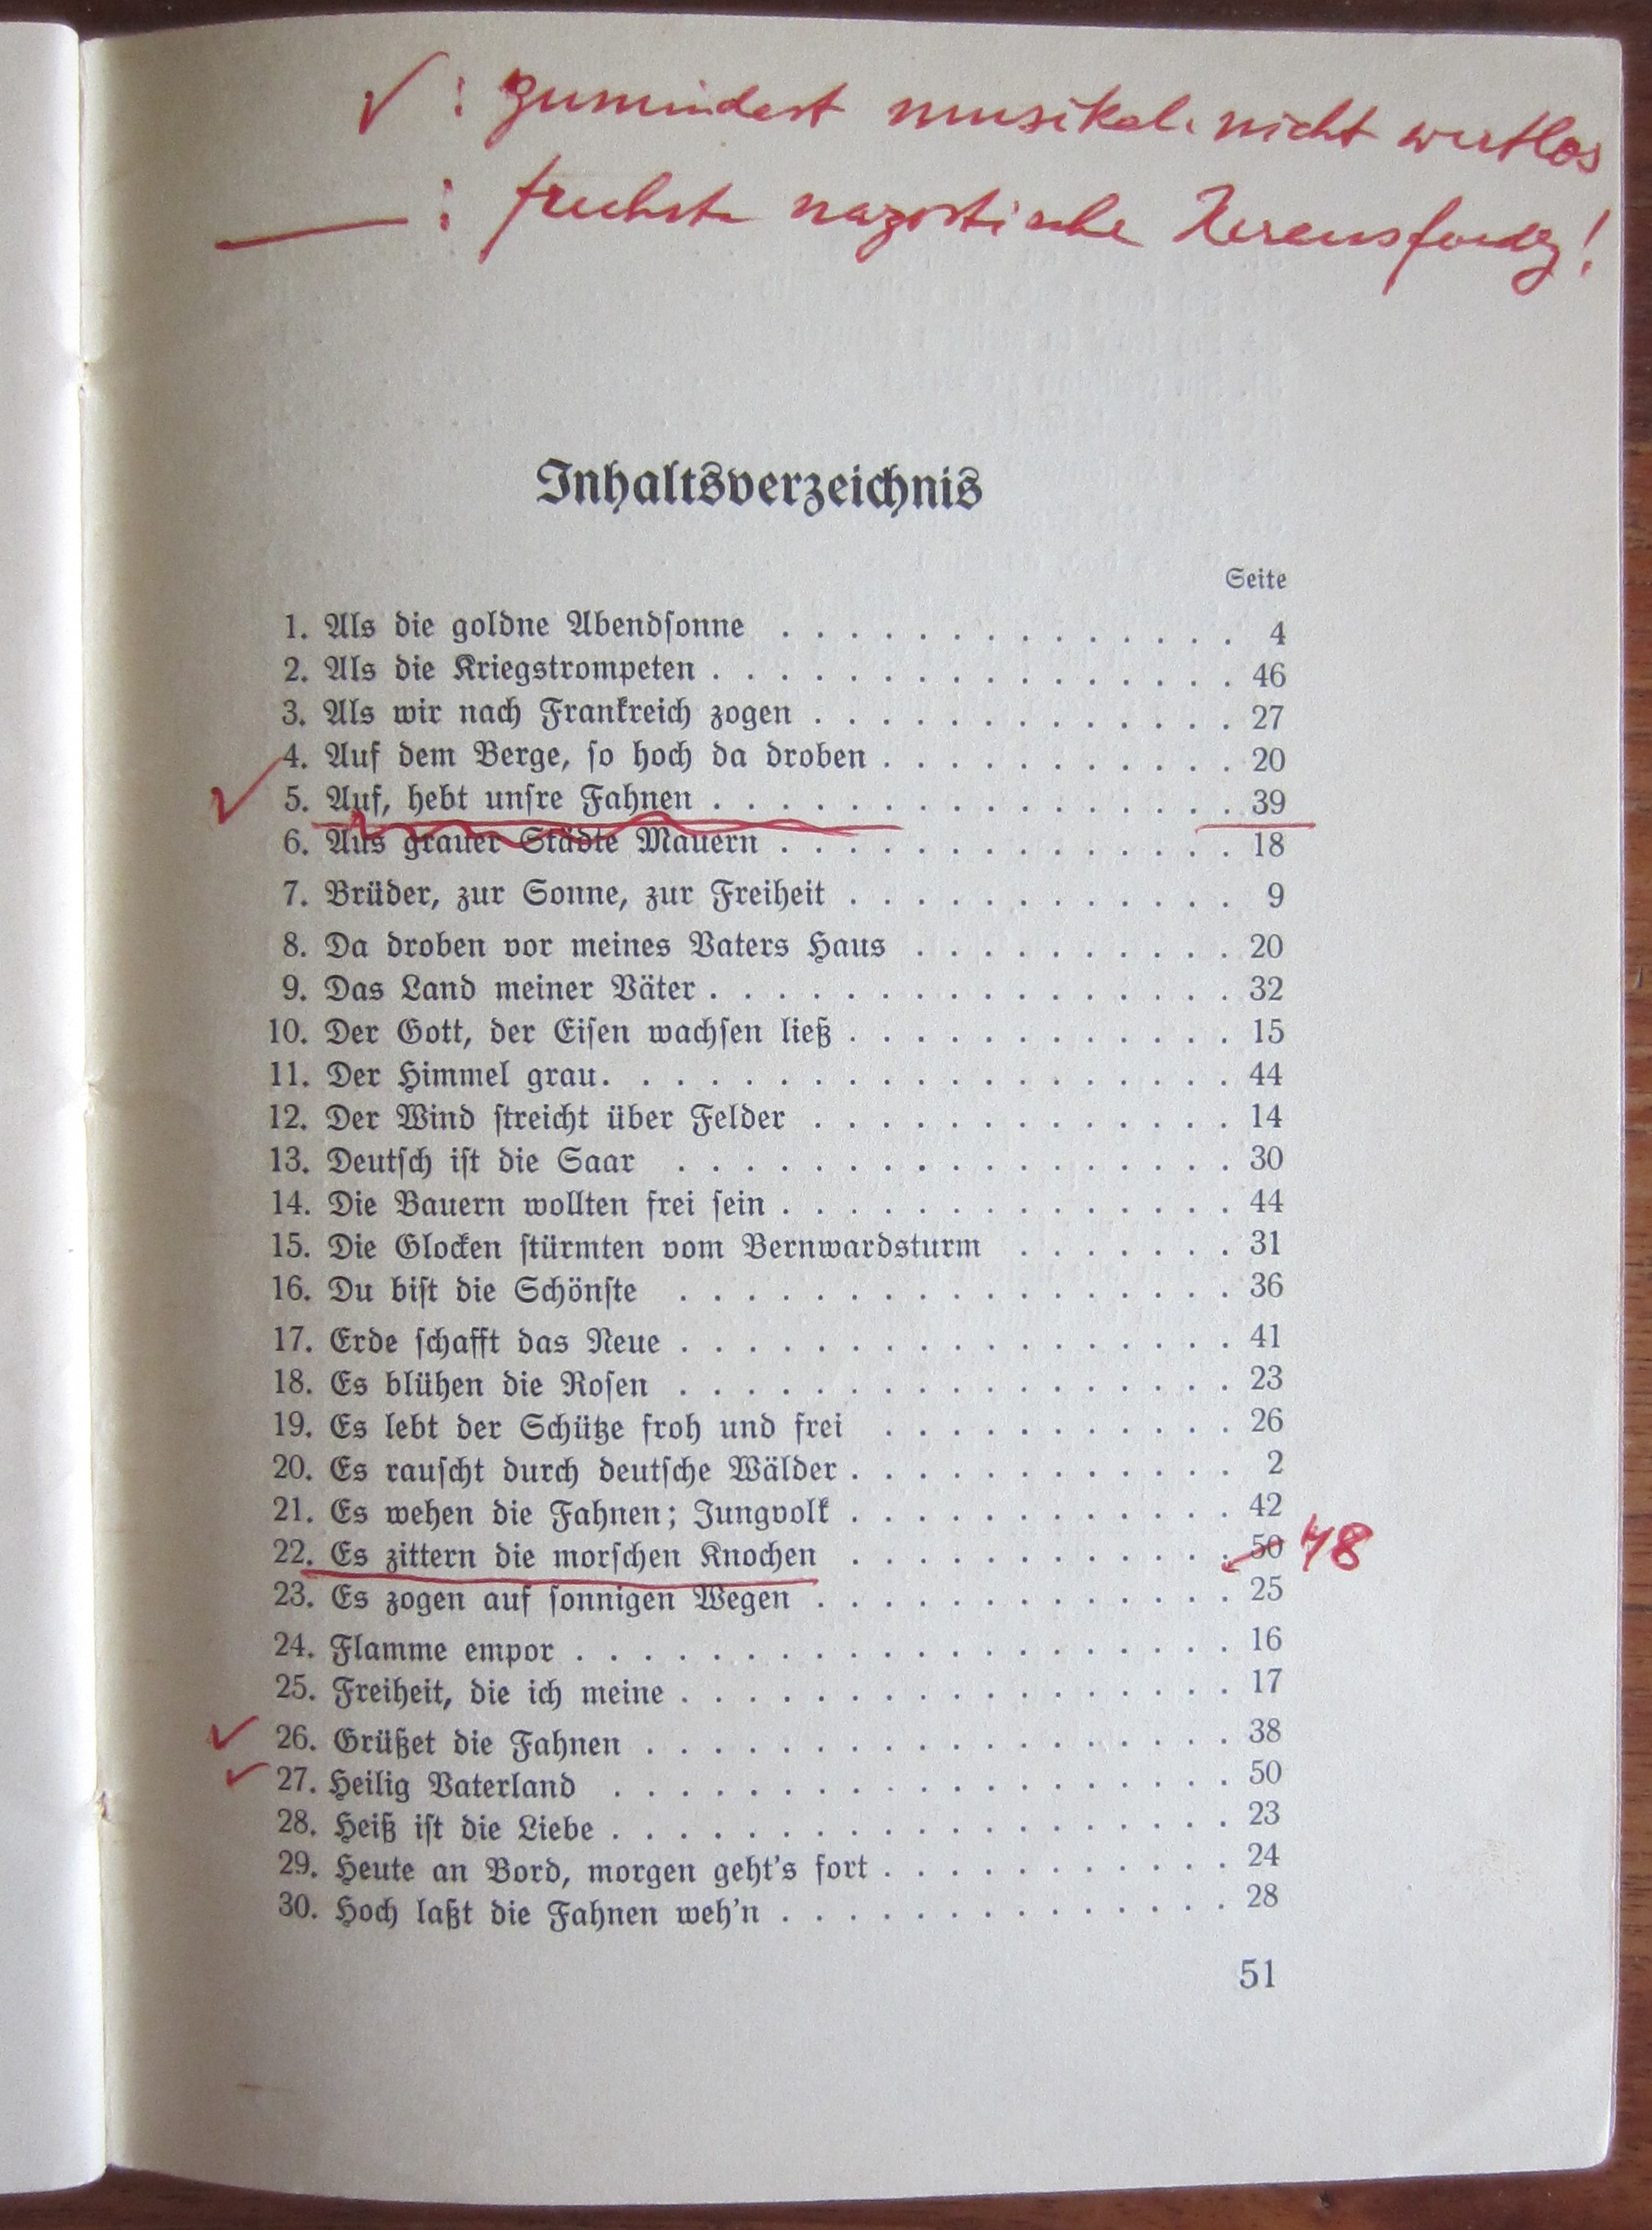 ✓ : zumindest musikal. nicht wertlos
— : frechste nazistische
Inhaltsverzeichnis
Seite
1. Als die goldne Abendsonne . . . . . . . . . . . . . . 4
2. Als die Kriegstrompeten . . . . . . . . . . . . . . . . 46
3. Als wir nach Frankreich zogen . . . . . . . . . . . . . 27
4. Auf dem Berge, so hoch da droben . . . . . . . . . . . 20
✓ 5. Auf, hebt unsre Fahnen . . . . . . . . . . . . . . . . 39
6. Aus grauer Städte Mauern . . . . . . . . . . . . . . 18
7. Brüder, zur Sonne, zur Freiheit . . . . . . . . . . . . 9
8. Da droben vor meines Vaters Haus . . . . . . . . . . 20
9. Das Land meiner Väter . . . . . . . . . . . . . . . . 32
10. Der Gott, der Eisen wachsen ließ . . . . . . . . . . . . 15
11. Der Himmel grau . . . . . . . . . . . . . . . . . . . 44
12. Der Wind streicht über Felder . . . . . . . . . . . . . 14
13. Deutsch ist die Saar . . . . . . . . . . . . . . . . . 30
14. Die Bauern wollten frei sein . . . . . . . . . . . . . . 44
15. Die Glocken stürmten vom Bernwardsturm . . . . . . . 31
16. Du bist die Schönste . . . . . . . . . . . . . . . . . 36
17. Erde schafft das Neue . . . . . . . . . . . . . . . . . 41
18. Es blühen die Rosen . . . . . . . . . . . . . . . . . 23
19. Es lebt der Schütze froh und frei . . . . . . . . . . . 26
20. Es rauscht durch deutsche Wälder . . . . . . . . . . . . 2
21. Es wehen die Fahnen; Jungvolk . . . . . . . . . . . . 42
22. Es zittern die morschen Knochen . . . . . . . . . . . . 50 48
23. Es zogen auf sonnigen Wegen . . . . . . . . . . . . . 25
24. Flamme empor . . . . . . . . . . . . . . . . . . . . 16
25. Freiheit, die ich meine . . . . . . . . . . . . . . . . . 17
✓ 26. Grüßet die Fahnen . . . . . . . . . . . . . . . . . . 38
✓ 27. Heilig Vaterland . . . . . . . . . . . . . . . . . . . 50
28. Heiß ist die Liebe . . . . . . . . . . . . . . . . . . . 23
29. Heute an Bord, morgen geht's fort . . . . . . . . . . . 24
30. Hoch laßt die Fahnen weh'n . . . . . . . . . . . . . . 28
51